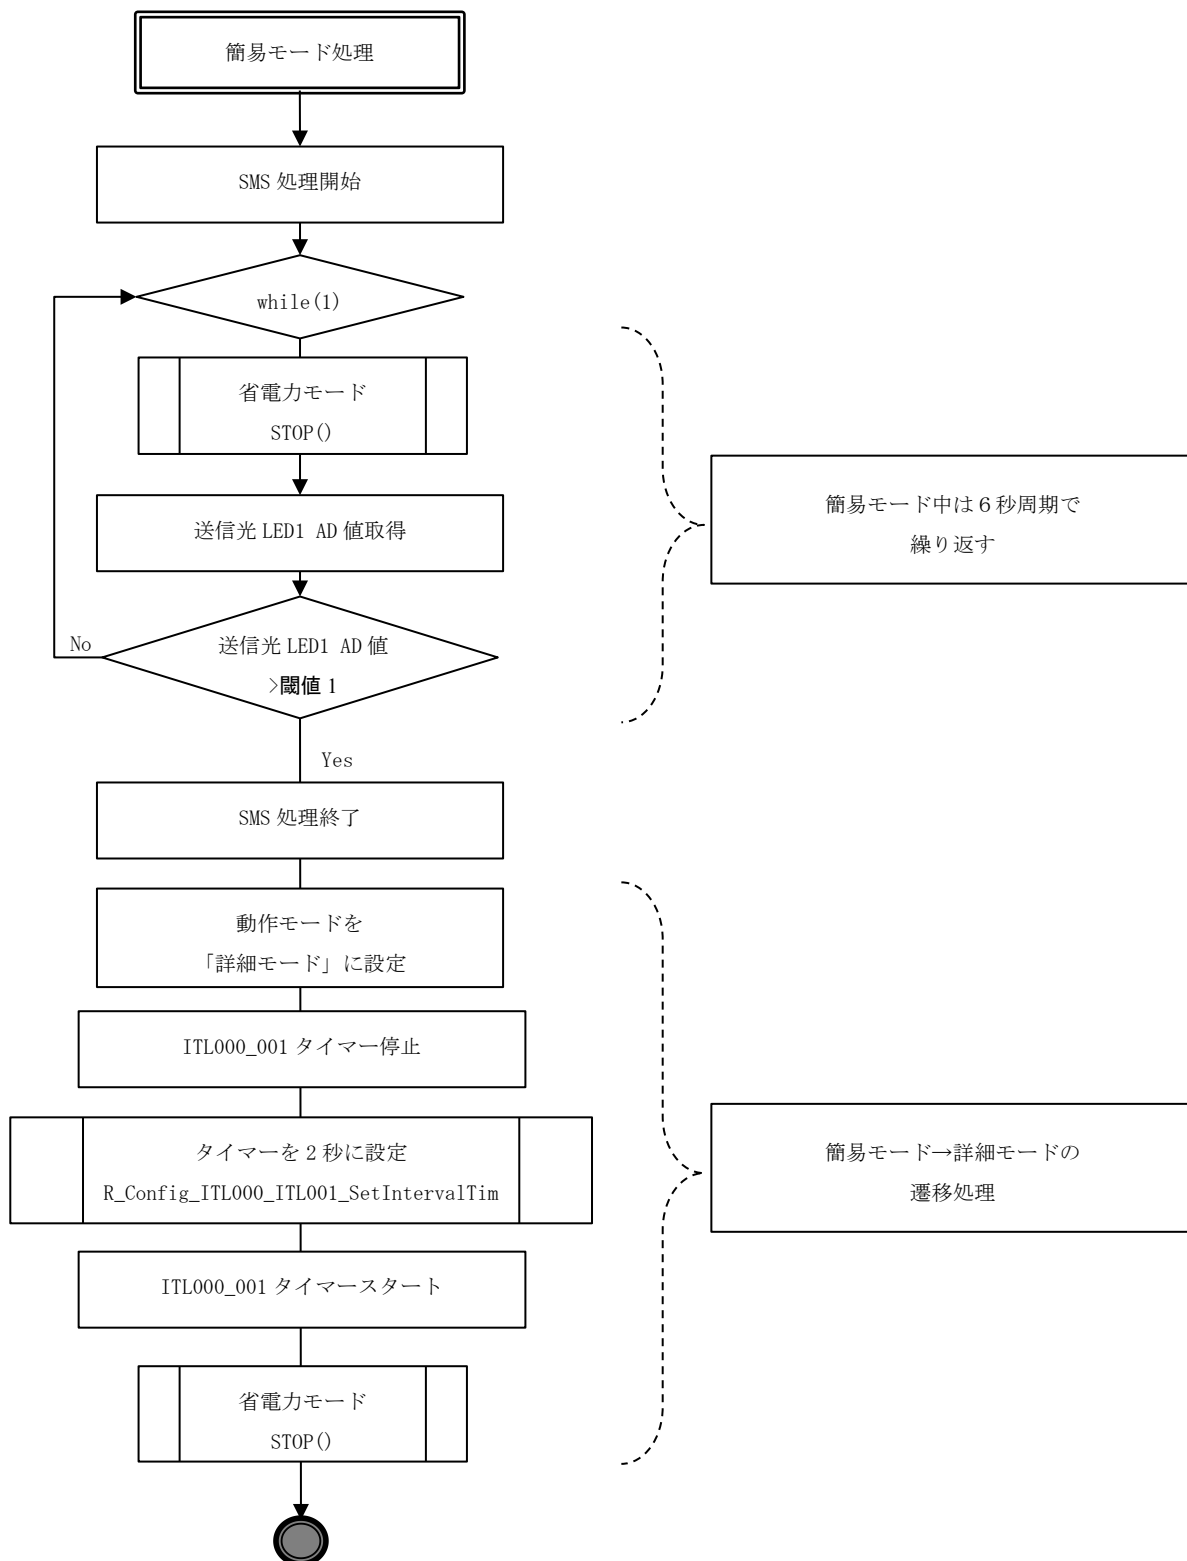 簡易モード処理
SMS 処理開始
while(1)
省電力モード
STOP()
送信光 LED1 AD 値取得
送信光 LED1 AD 値
>閾値 1
No
Yes
簡易モード中は6秒周期で
繰り返す
SMS 処理終了
動作モードを
「詳細モード」に設定
ITL000_001 タイマー停止
タイマーを 2 秒に設定
R_Config_ITL000_ITL001_SetIntervalTim
ITL000_001 タイマースタート
省電力モード
STOP()
簡易モード→詳細モードの
遷移処理